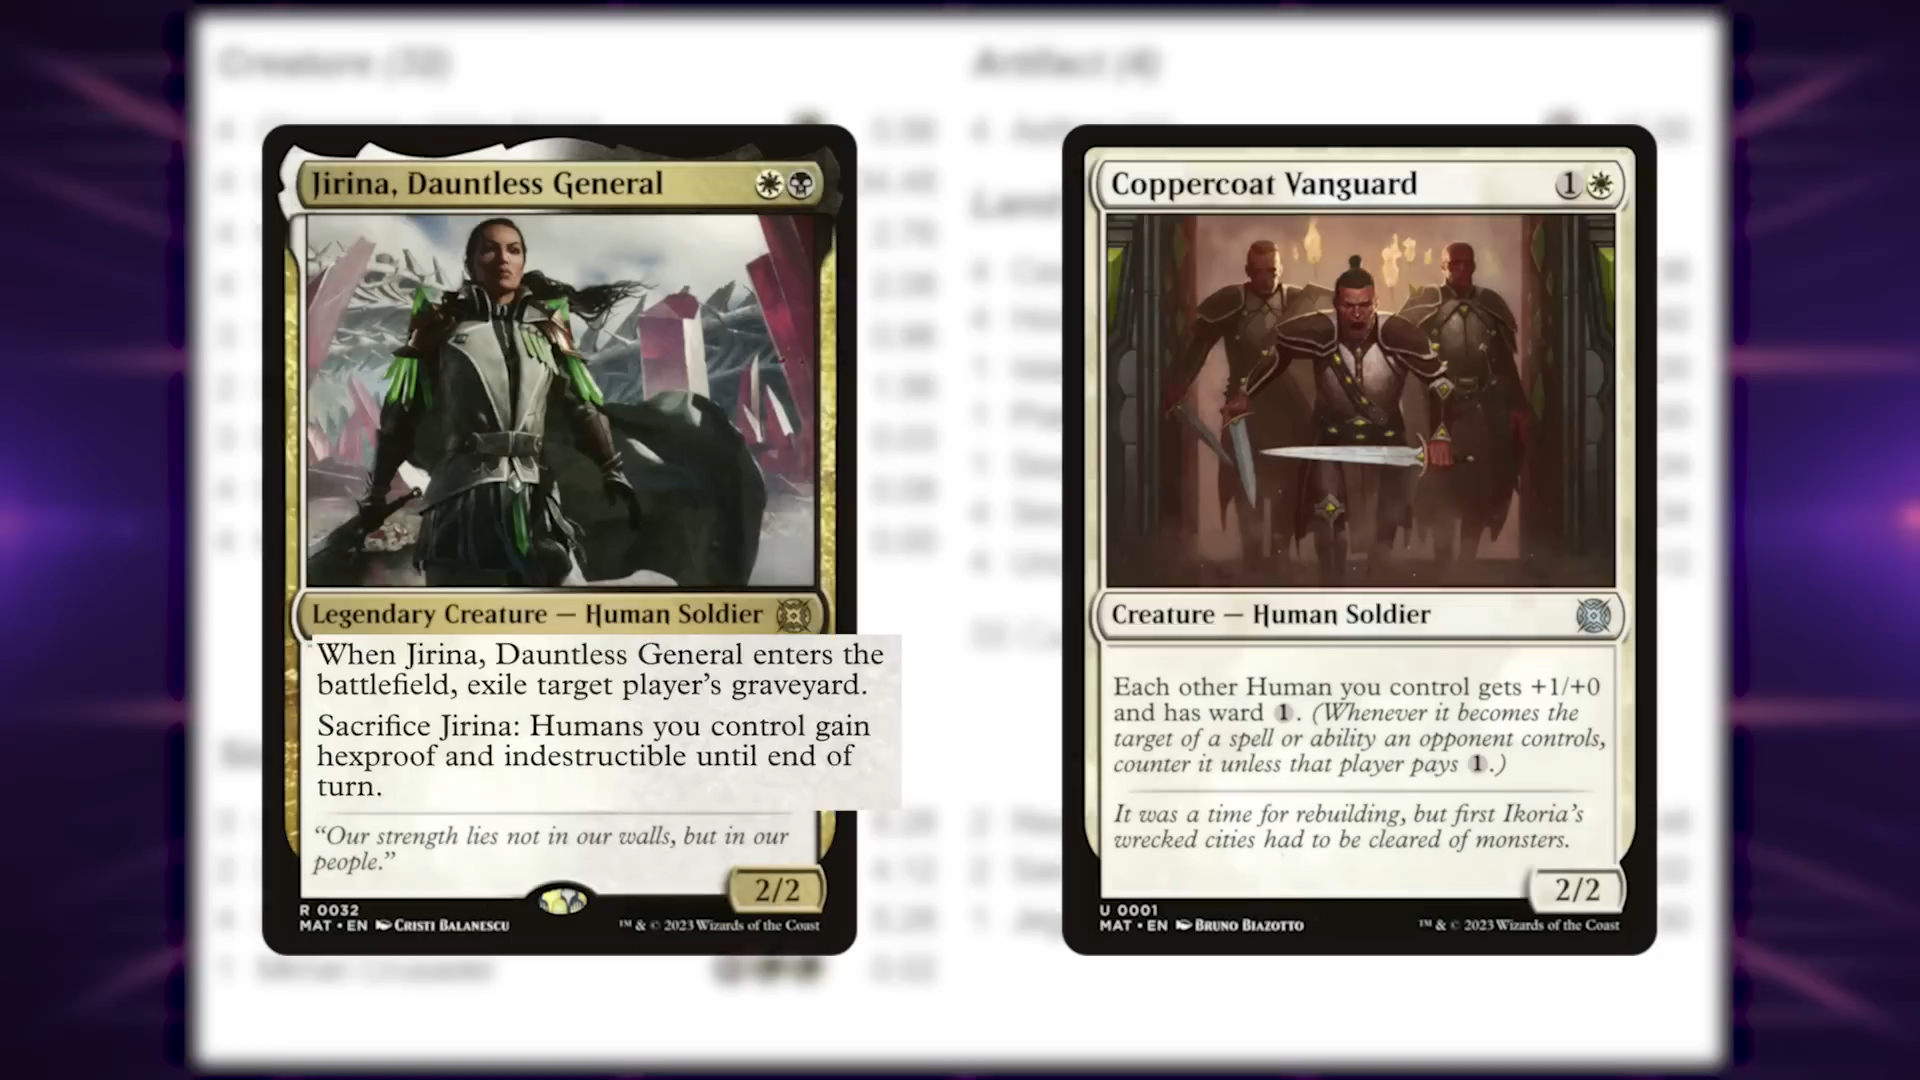 Creature (33)
Artifact (4)
Jirina, Dauntless General
Legendary Creature — Human Soldier
When Jirina, Dauntless General enters the
battlefield, exile target player's graveyard.
Sacrifice Jirina: Humans you control gain
hexproof and indestructible until end of
turn.
“Our strength lies not in our walls, but in our
people.”
2/2
R 0032
MAT • EN CRISTI BALANESCU
™ & © 2023 Wizards of the Coast
Coppercoat Vanguard 1
Creature — Human Soldier
Each other Human you control gets +1/+0
and has ward 1. (Whenever it becomes the
target of a spell or ability an opponent controls,
counter it unless that player pays 1.)
It was a time for rebuilding, but first Ikoria's
wrecked cities had to be cleared of monsters.
2/2
U 0001
MAT • EN BRUNO BIAZOTTO
™ & © 2023 Wizards of the Coast